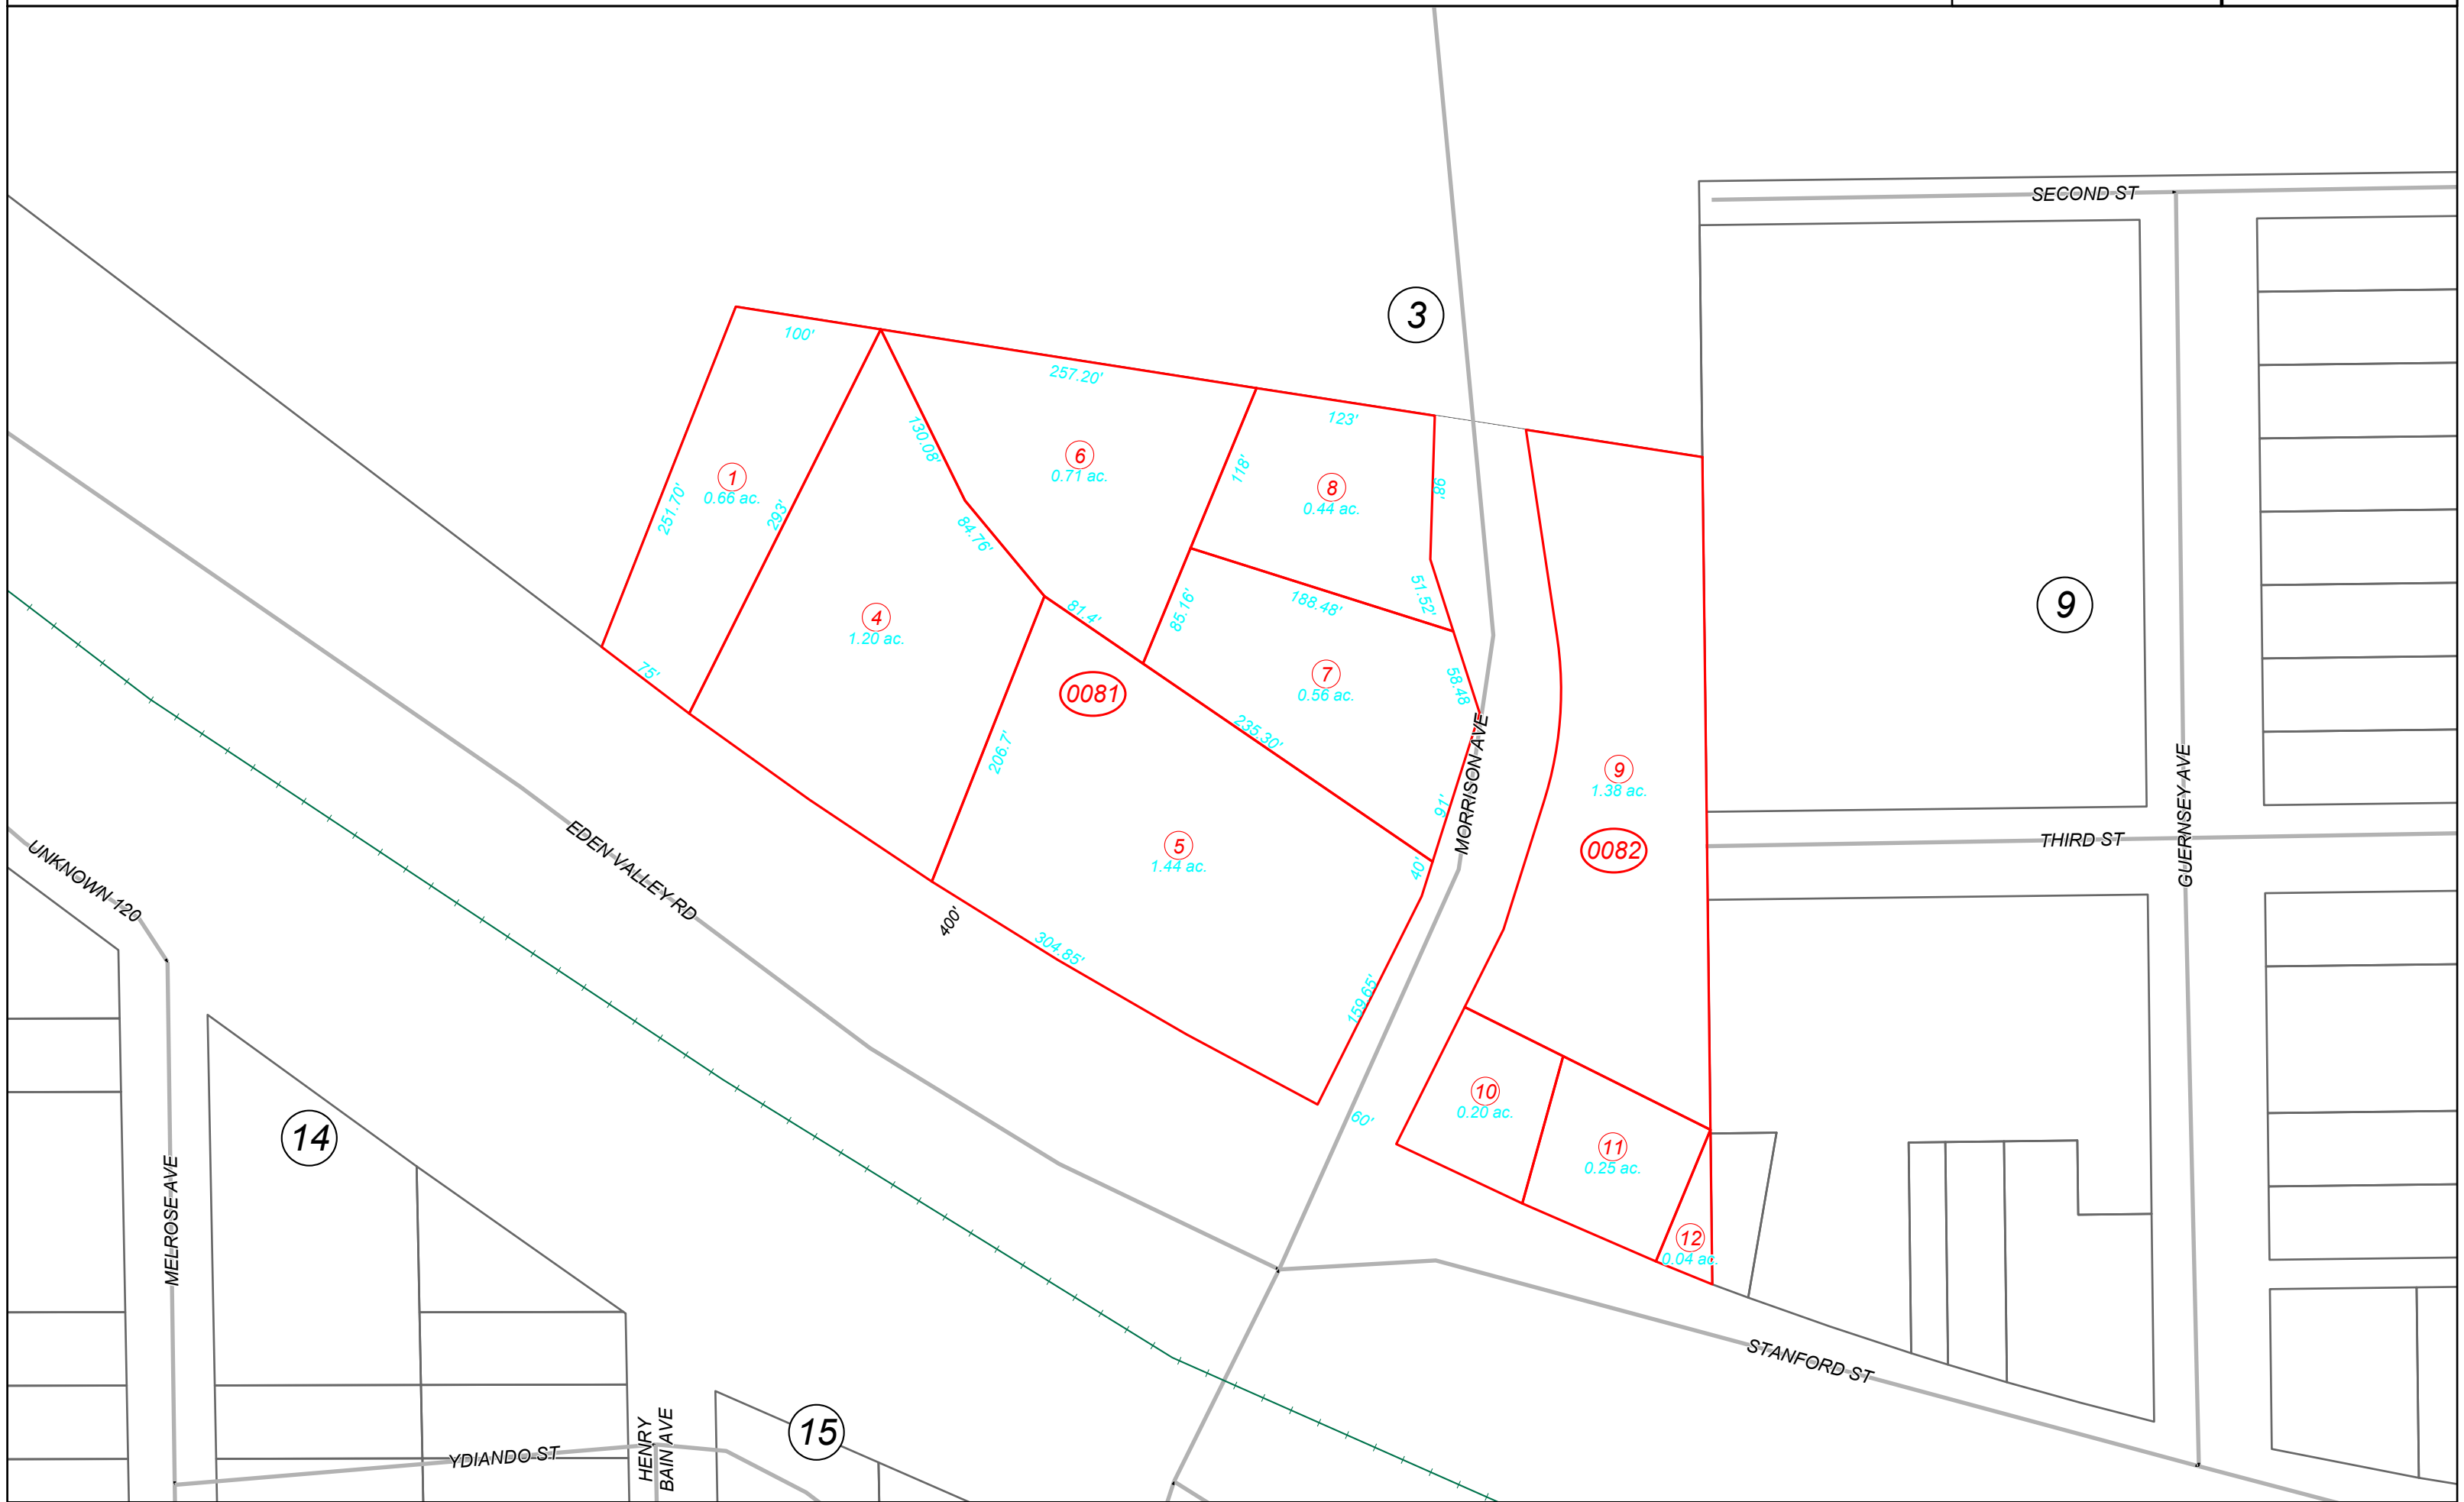 SECOND ST
3
100'
257.20'
123'
130.08'
6
0.71 ac.
118'
1
0.66 ac.
251.70'
293'
8
0.44 ac.
98'
84.76'
51.52'
188.48'
81.4'
85.16'
4
1.20 ac.
9
75'
0081
7
0.56 ac.
58.48
235.30'
206.7'
MORRISON AVE
9
1.38 ac.
91'
0082
THIRD ST
GUERNSEY AVE
5
1.44 ac.
40'
EDEN VALLEY RD
UNKNOWN 120
400'
304.85'
159.65'
10
0.20 ac.
60'
14
11
0.25 ac.
MELROSE AVE
12
0.04 ac.
STANFORD ST
15
YDIANDO ST
HENRY
BAIN AVE